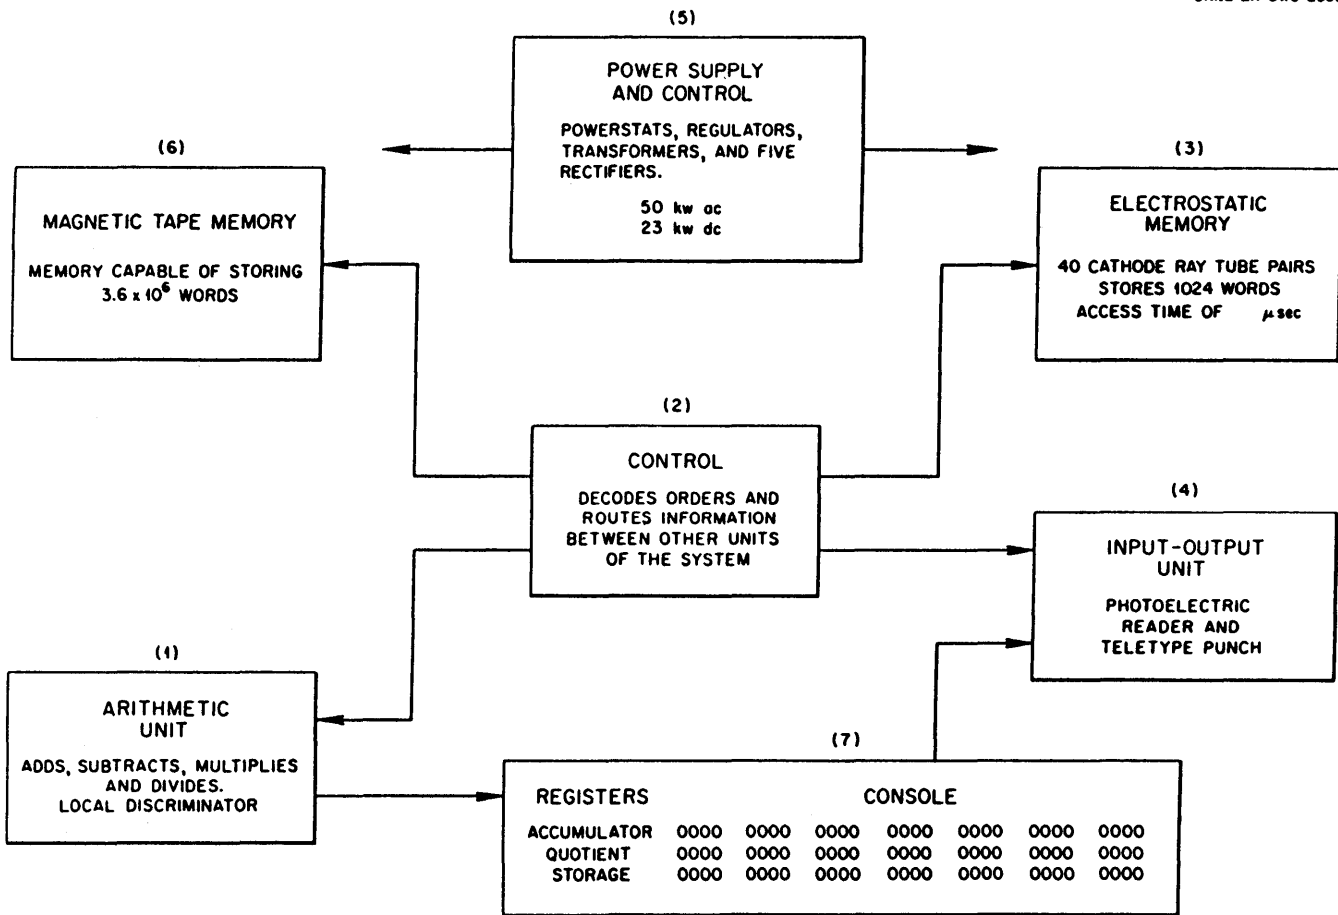 (5)
POWER SUPPLY
AND CONTROL
POWERSTATS, REGULATORS,
TRANSFORMERS, AND FIVE
RECTIFIERS.
50 kw ac
23 kw dc
(6)
MAGNETIC TAPE MEMORY
MEMORY CAPABLE OF STORING
3.6 x 10⁶ WORDS
(3)
ELECTROSTATIC
MEMORY
40 CATHODE RAY TUBE PAIRS
STORES 1024 WORDS
ACCESS TIME OF μsec
(2)
CONTROL
DECODES ORDERS AND
ROUTES INFORMATION
BETWEEN OTHER UNITS
OF THE SYSTEM
(4)
INPUT-OUTPUT
UNIT
PHOTOELECTRIC
READER AND
TELETYPE PUNCH
(1)
ARITHMETIC
UNIT
ADDS, SUBTRACTS, MULTIPLIES
AND DIVIDES.
LOCAL DISCRIMINATOR
(7)
REGISTERS CONSOLE
ACCUMULATOR 0000 0000 0000 0000 0000 0000 0000
QUOTIENT 0000 0000 0000 0000 0000 0000 0000
STORAGE 0000 0000 0000 0000 0000 0000 0000